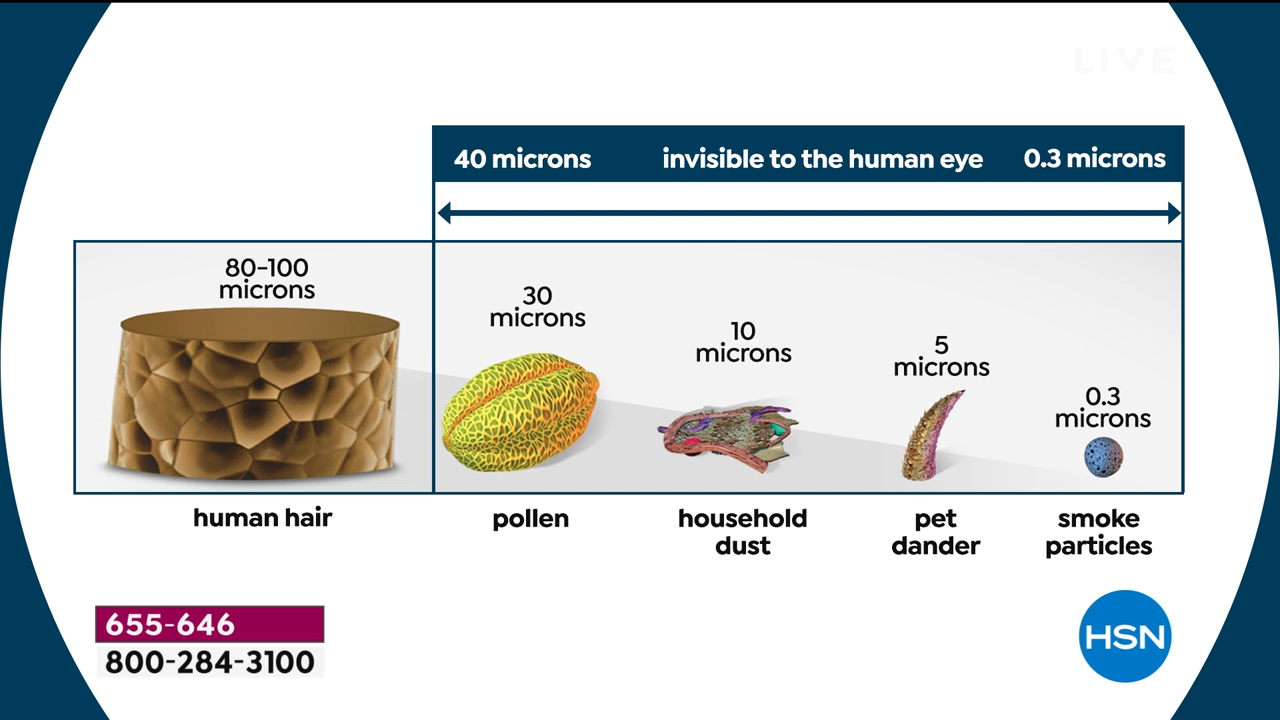 LIVE
40 microns invisible to the human eye 0.3 microns
80-100
microns
30
microns
10
microns
5
microns
0.3
microns
human hair
pollen
household
dust
pet
dander
smoke
particles
655-646
800-284-3100
HSN